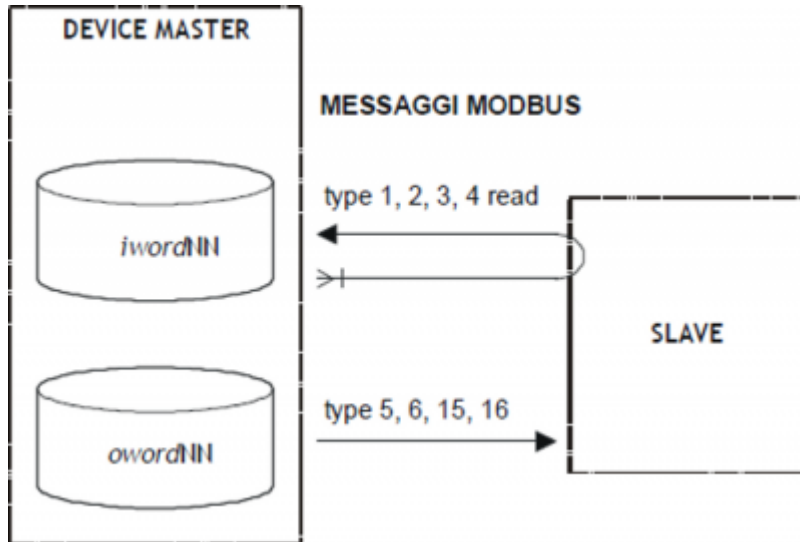 DEVICE MASTER
MESSAGGI MODBUS
type 1, 2, 3, 4 read
iwordNN
SLAVE
type 5, 6, 15, 16
owordNN